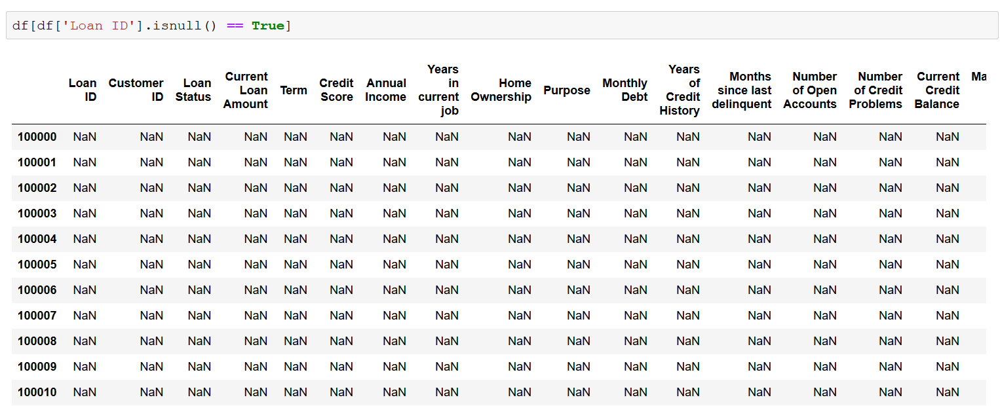 df[df['Loan ID'].isnull() == True]
Loan ID Customer ID Loan Status Current Loan Amount Term Credit Score Annual Income Years in current job Home Ownership Purpose Monthly Debt Years of Credit History Months since last delinquent Number of Open Accounts Number of Credit Problems Current Credit Balance Ma
100000 NaN NaN NaN NaN NaN NaN NaN NaN NaN NaN NaN NaN NaN NaN NaN NaN
100001 NaN NaN NaN NaN NaN NaN NaN NaN NaN NaN NaN NaN NaN NaN NaN NaN
100002 NaN NaN NaN NaN NaN NaN NaN NaN NaN NaN NaN NaN NaN NaN NaN NaN
100003 NaN NaN NaN NaN NaN NaN NaN NaN NaN NaN NaN NaN NaN NaN NaN NaN
100004 NaN NaN NaN NaN NaN NaN NaN NaN NaN NaN NaN NaN NaN NaN NaN NaN
100005 NaN NaN NaN NaN NaN NaN NaN NaN NaN NaN NaN NaN NaN NaN NaN NaN
100006 NaN NaN NaN NaN NaN NaN NaN NaN NaN NaN NaN NaN NaN NaN NaN NaN
100007 NaN NaN NaN NaN NaN NaN NaN NaN NaN NaN NaN NaN NaN NaN NaN NaN
100008 NaN NaN NaN NaN NaN NaN NaN NaN NaN NaN NaN NaN NaN NaN NaN NaN
100009 NaN NaN NaN NaN NaN NaN NaN NaN NaN NaN NaN NaN NaN NaN NaN NaN
100010 NaN NaN NaN NaN NaN NaN NaN NaN NaN NaN NaN NaN NaN NaN NaN NaN